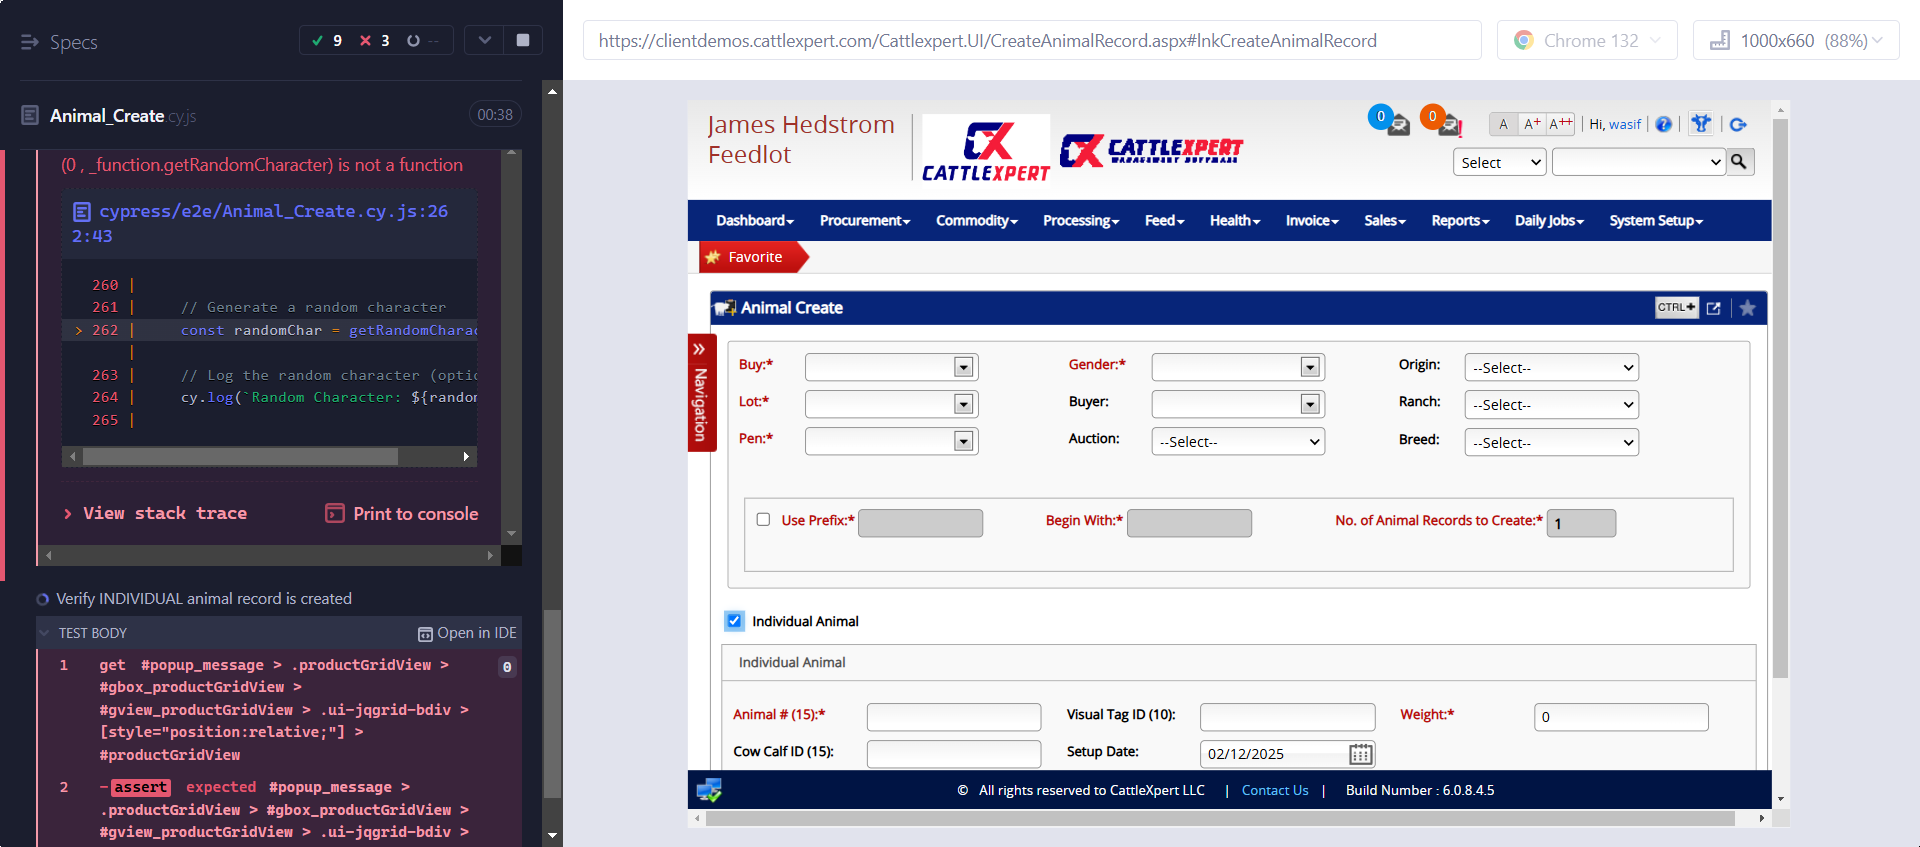 Specs
9
3
--
Animal_Create.cy.js
00:38
(0 , _function.getRandomCharacter) is not a function
cypress/e2e/Animal_Create.cy.js:26
2:43
260 |
261 | // Generate a random character
> 262 | const randomChar = getRandomCharac
|
263 | // Log the random character (optic
264 | cy.log(`Random Character: ${random
265 |
View stack trace
Print to console
Verify INDIVIDUAL animal record is created
TEST BODY
Open in IDE
1 get #popup_message > .productGridView > 0
#gbox_productGridView >
#gview_productGridView > .ui-jqgrid-bdiv >
[style="position:relative;"] >
#productGridView
2 -assert expected #popup_message >
.productGridView > #gbox_productGridView >
#gview_productGridView > .ui-jqgrid-bdiv >
https://clientdemos.cattlexpert.com/Cattlexpert.UI/CreateAnimalRecord.aspx#lnkCreateAnimalRecord
Chrome 132
1000x660 (88%)
James Hedstrom
Feedlot
CATTLEXPERT
CATTLEXPERT
MANAGEMENT SOFTWARE
0
0
A A+ A++ | Hi, wasif
Select
Dashboard Procurement Commodity Processing Feed Health Invoice Sales Reports Daily Jobs System Setup
Favorite
Animal Create
CTRL+
Navigation
Buy:* Gender:* Origin: --Select--
Lot:* Buyer: Ranch: --Select--
Pen:* Auction: --Select-- Breed: --Select--
Use Prefix:* Begin With:* No. of Animal Records to Create:* 1
Individual Animal
Individual Animal
Animal # (15):* Visual Tag ID (10): Weight:* 0
Cow Calf ID (15): Setup Date: 02/12/2025
© All rights reserved to CattleXpert LLC | Contact Us | Build Number : 6.0.8.4.5